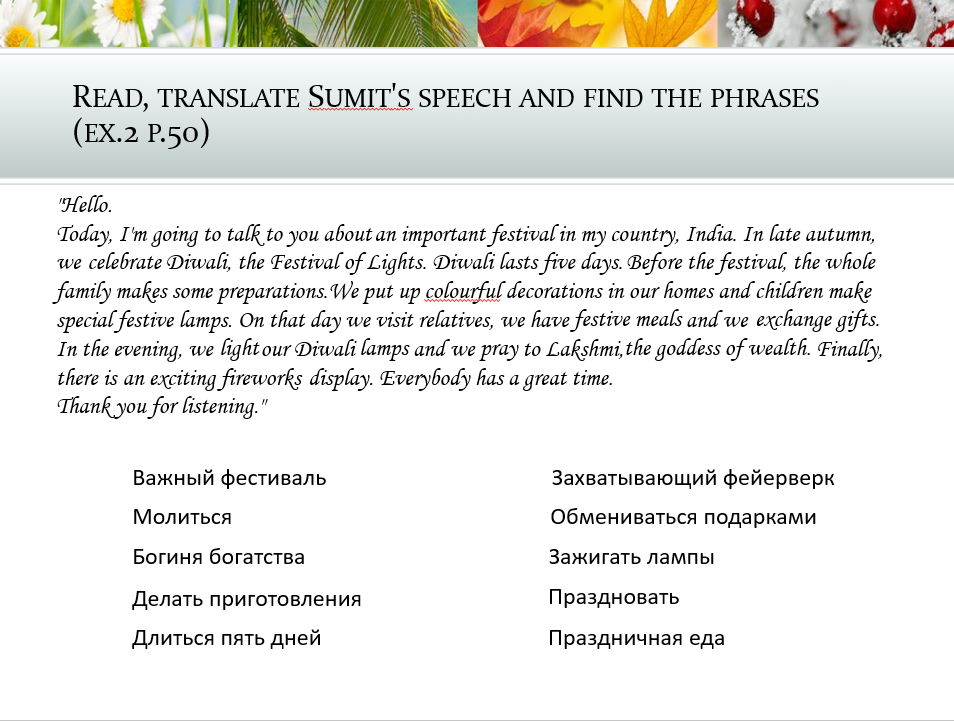 READ, TRANSLATE SUMIT'S SPEECH AND FIND THE PHRASES
(EX.2 P.50)
"Hello.
Today, I'm going to talk to you about an important festival in my country, India. In late autumn,
we celebrate Diwali, the Festival of Lights. Diwali lasts five days. Before the festival, the whole
family makes some preparations.We put up colourful decorations in our homes and children make
special festive lamps. On that day we visit relatives, we have festive meals and we exchange gifts.
In the evening, we light our Diwali lamps and we pray to Lakshmi,the goddess of wealth. Finally,
there is an exciting fireworks display. Everybody has a great time.
Thank you for listening."
Важный фестиваль
Молиться
Богиня богатства
Делать приготовления
Длиться пять дней
Захватывающий фейерверк
Обмениваться подарками
Зажигать лампы
Праздновать
Праздничная еда